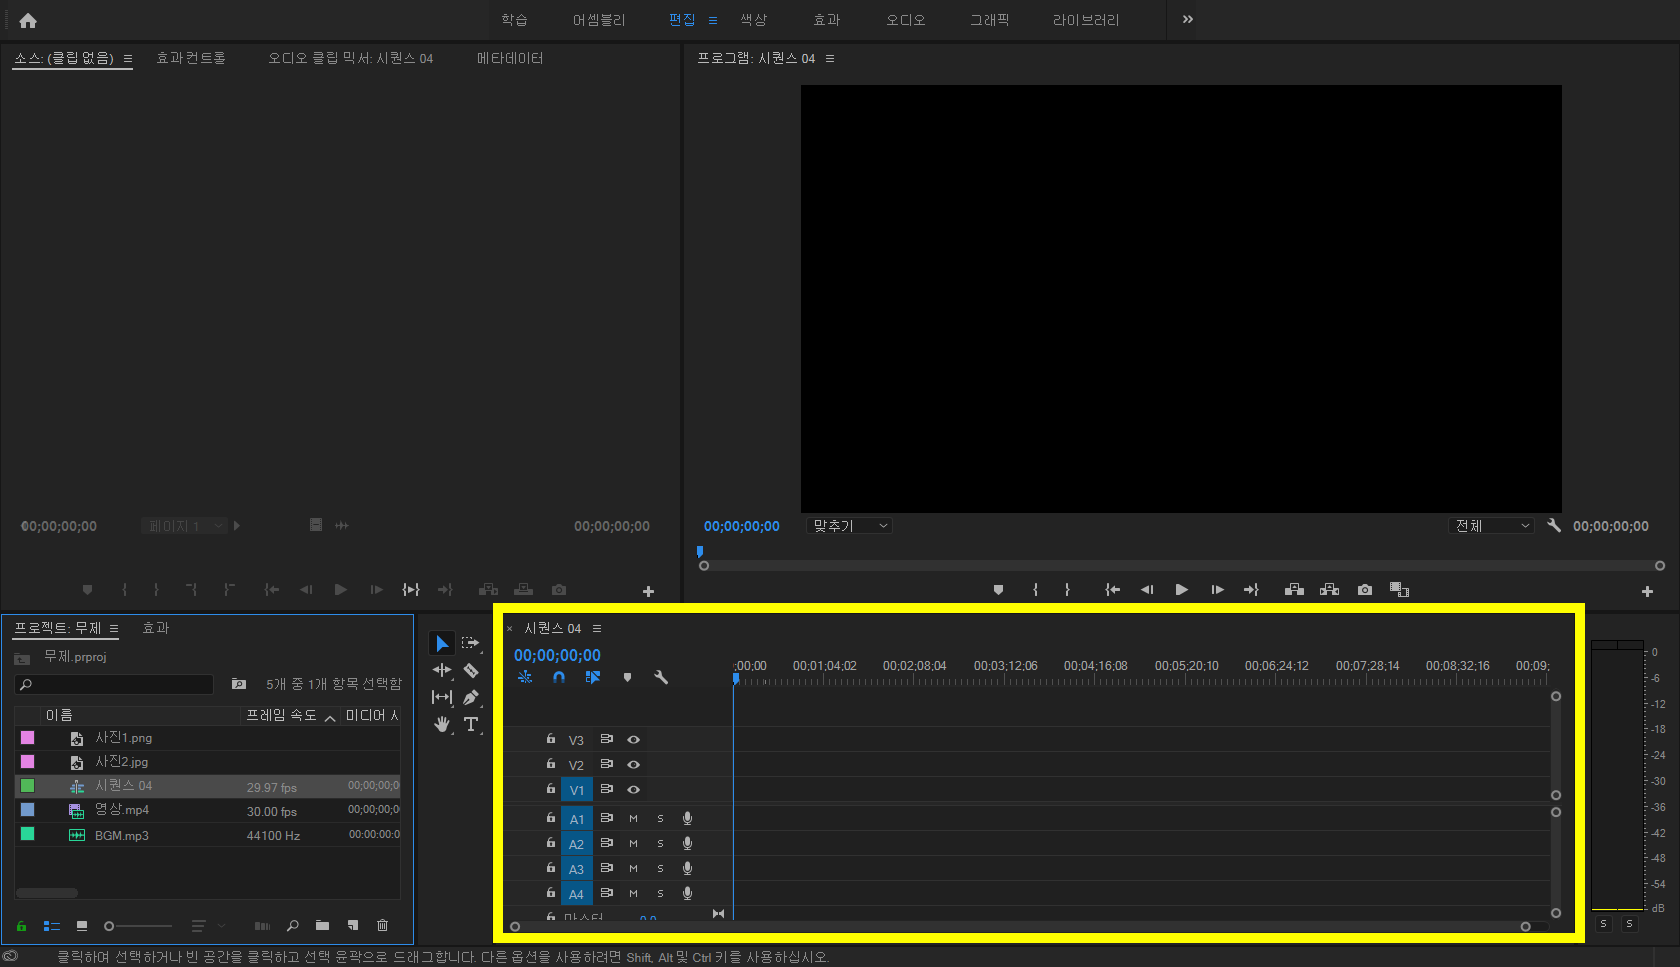 학습 어셈블리 편집 색상 효과 오디오 그래픽 라이브러리 »
소스: (클립 없음) 효과 컨트롤 오디오 클립 믹서: 시퀀스 04 메타데이터
프로그램: 시퀀스 04
00;00;00;00 페이지 1 00;00;00;00
00;00;00;00 맞추기 전체 00;00;00;00
프로젝트: 무제 효과
무제.prproj
5개 중 1개 항목 선택함
이름 프레임 속도 미디어 시
사진1.png
사진2.jpg
시퀀스 04 29.97 fps 00;00;00;0
영상.mp4 30.00 fps 00;00;00;0
BGM.mp3 44100 Hz 00:00:00:0
× 시퀀스 04
00;00;00;00
;00;00 00;01;04;02 00;02;08;04 00;03;12;06 00;04;16;08 00;05;20;10 00;06;24;12 00;07;28;14 00;08;32;16 00;09;
V3
V2
V1
A1 M S
A2 M S
A3 M S
A4 M S
마스터 0.0
0
-6
-12
-18
-24
-30
-36
-42
-48
-54
dB
S S
클릭하여 선택하거나 빈 공간을 클릭하고 선택 윤곽으로 드래그합니다. 다른 옵션을 사용하려면 Shift, Alt 및 Ctrl 키를 사용하십시오.